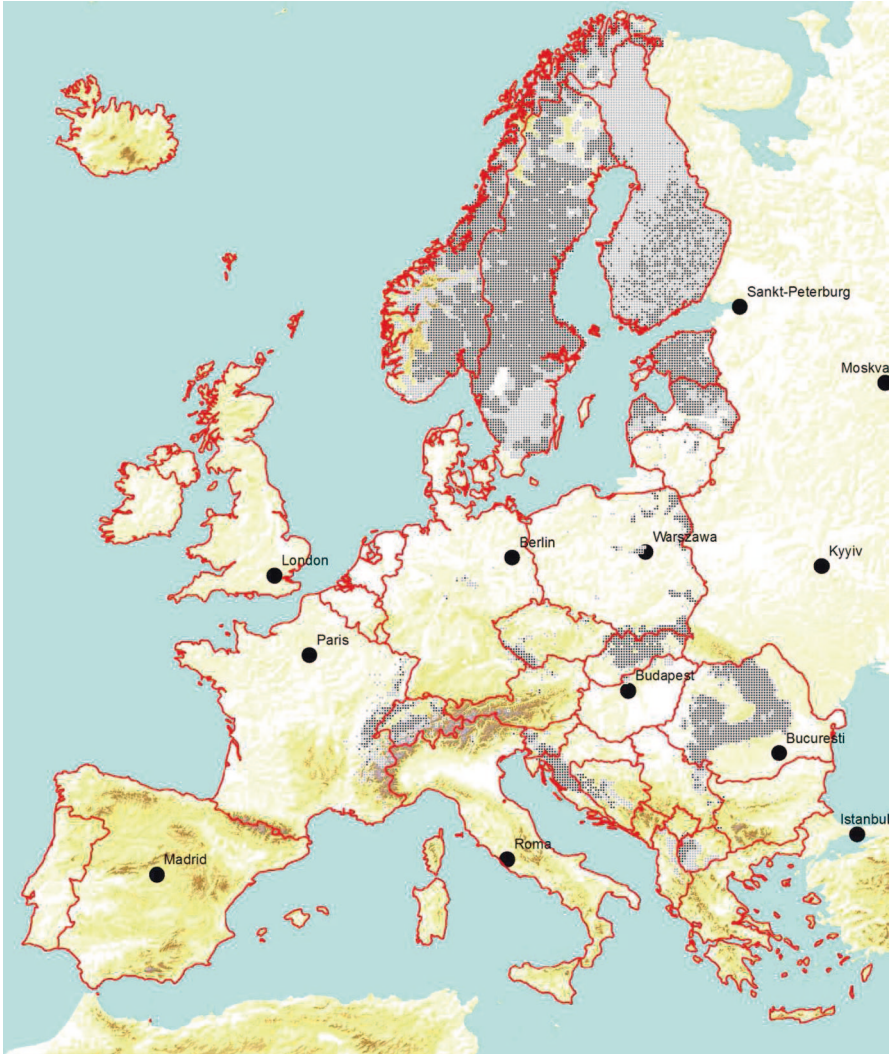 Sankt-Peterburg
Moskva
Berlin
Warszawa
Kyyiv
London
Paris
Budapest
Bucuresti
Istanbul
Roma
Madrid